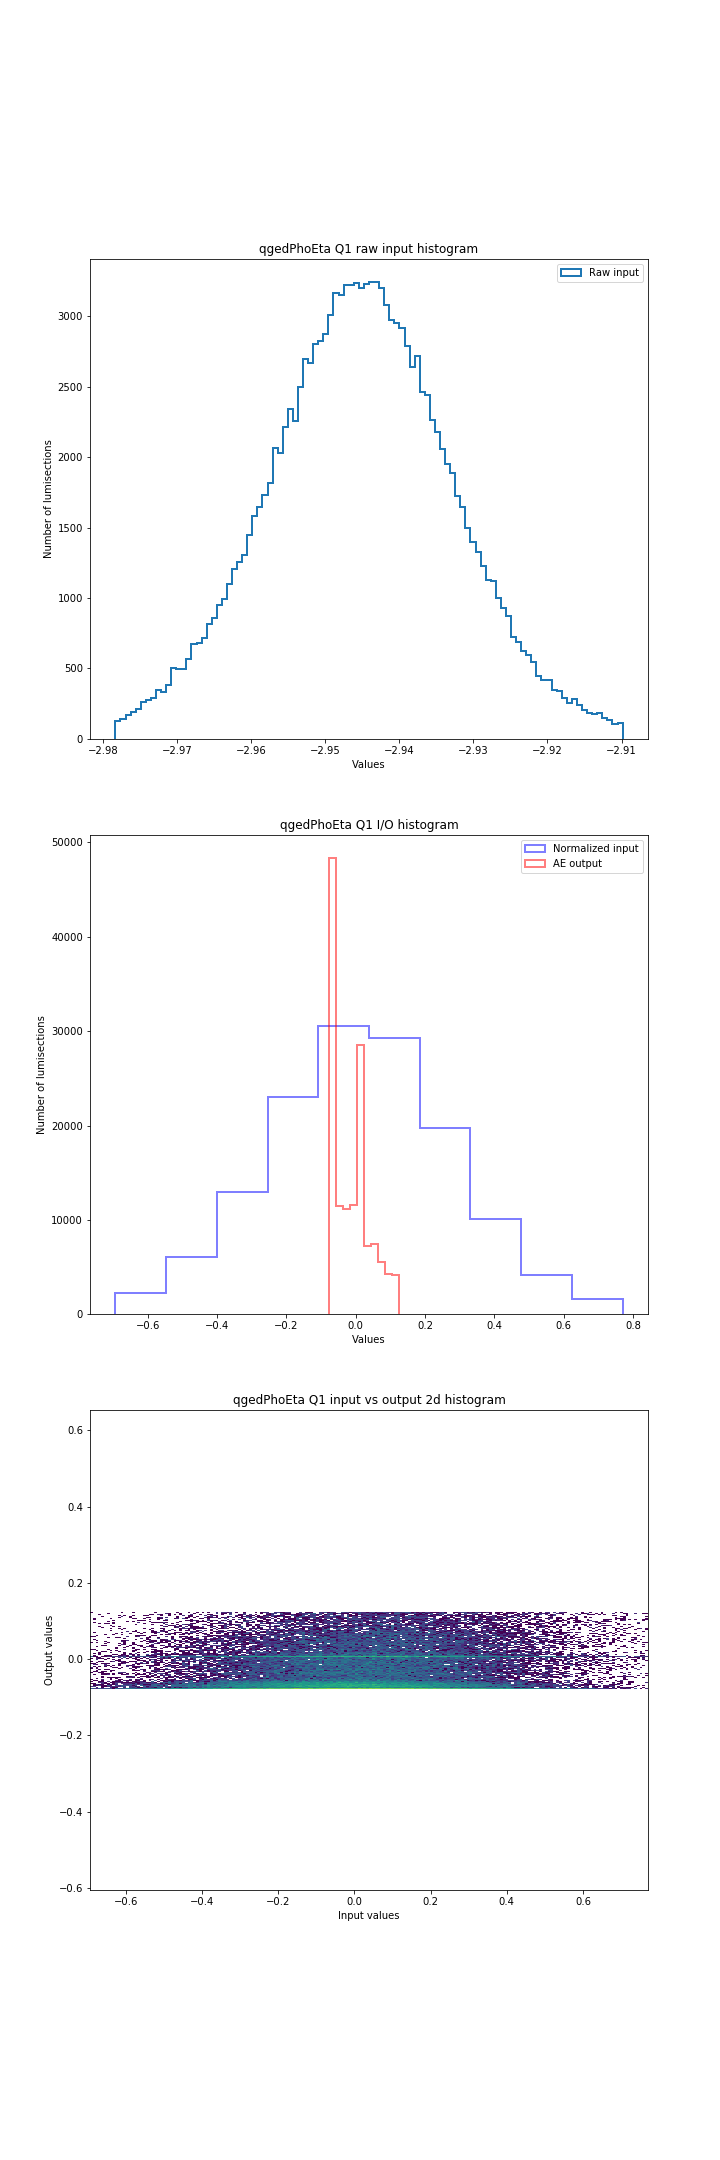 qgedPhoEta Q1 raw input histogram
Raw input
3000
2500
2000
1500
1000
500
0
Number of lumisections
−2.98 −2.97 −2.96 −2.95 −2.94 −2.93 −2.92 −2.91
Values
qgedPhoEta Q1 I/O histogram
Normalized input
AE output
50000
40000
30000
20000
10000
0
Number of lumisections
−0.6 −0.4 −0.2 0.0 0.2 0.4 0.6 0.8
Values
qgedPhoEta Q1 input vs output 2d histogram
0.6
0.4
0.2
0.0
−0.2
−0.4
−0.6
Output values
−0.6 −0.4 −0.2 0.0 0.2 0.4 0.6
Input values